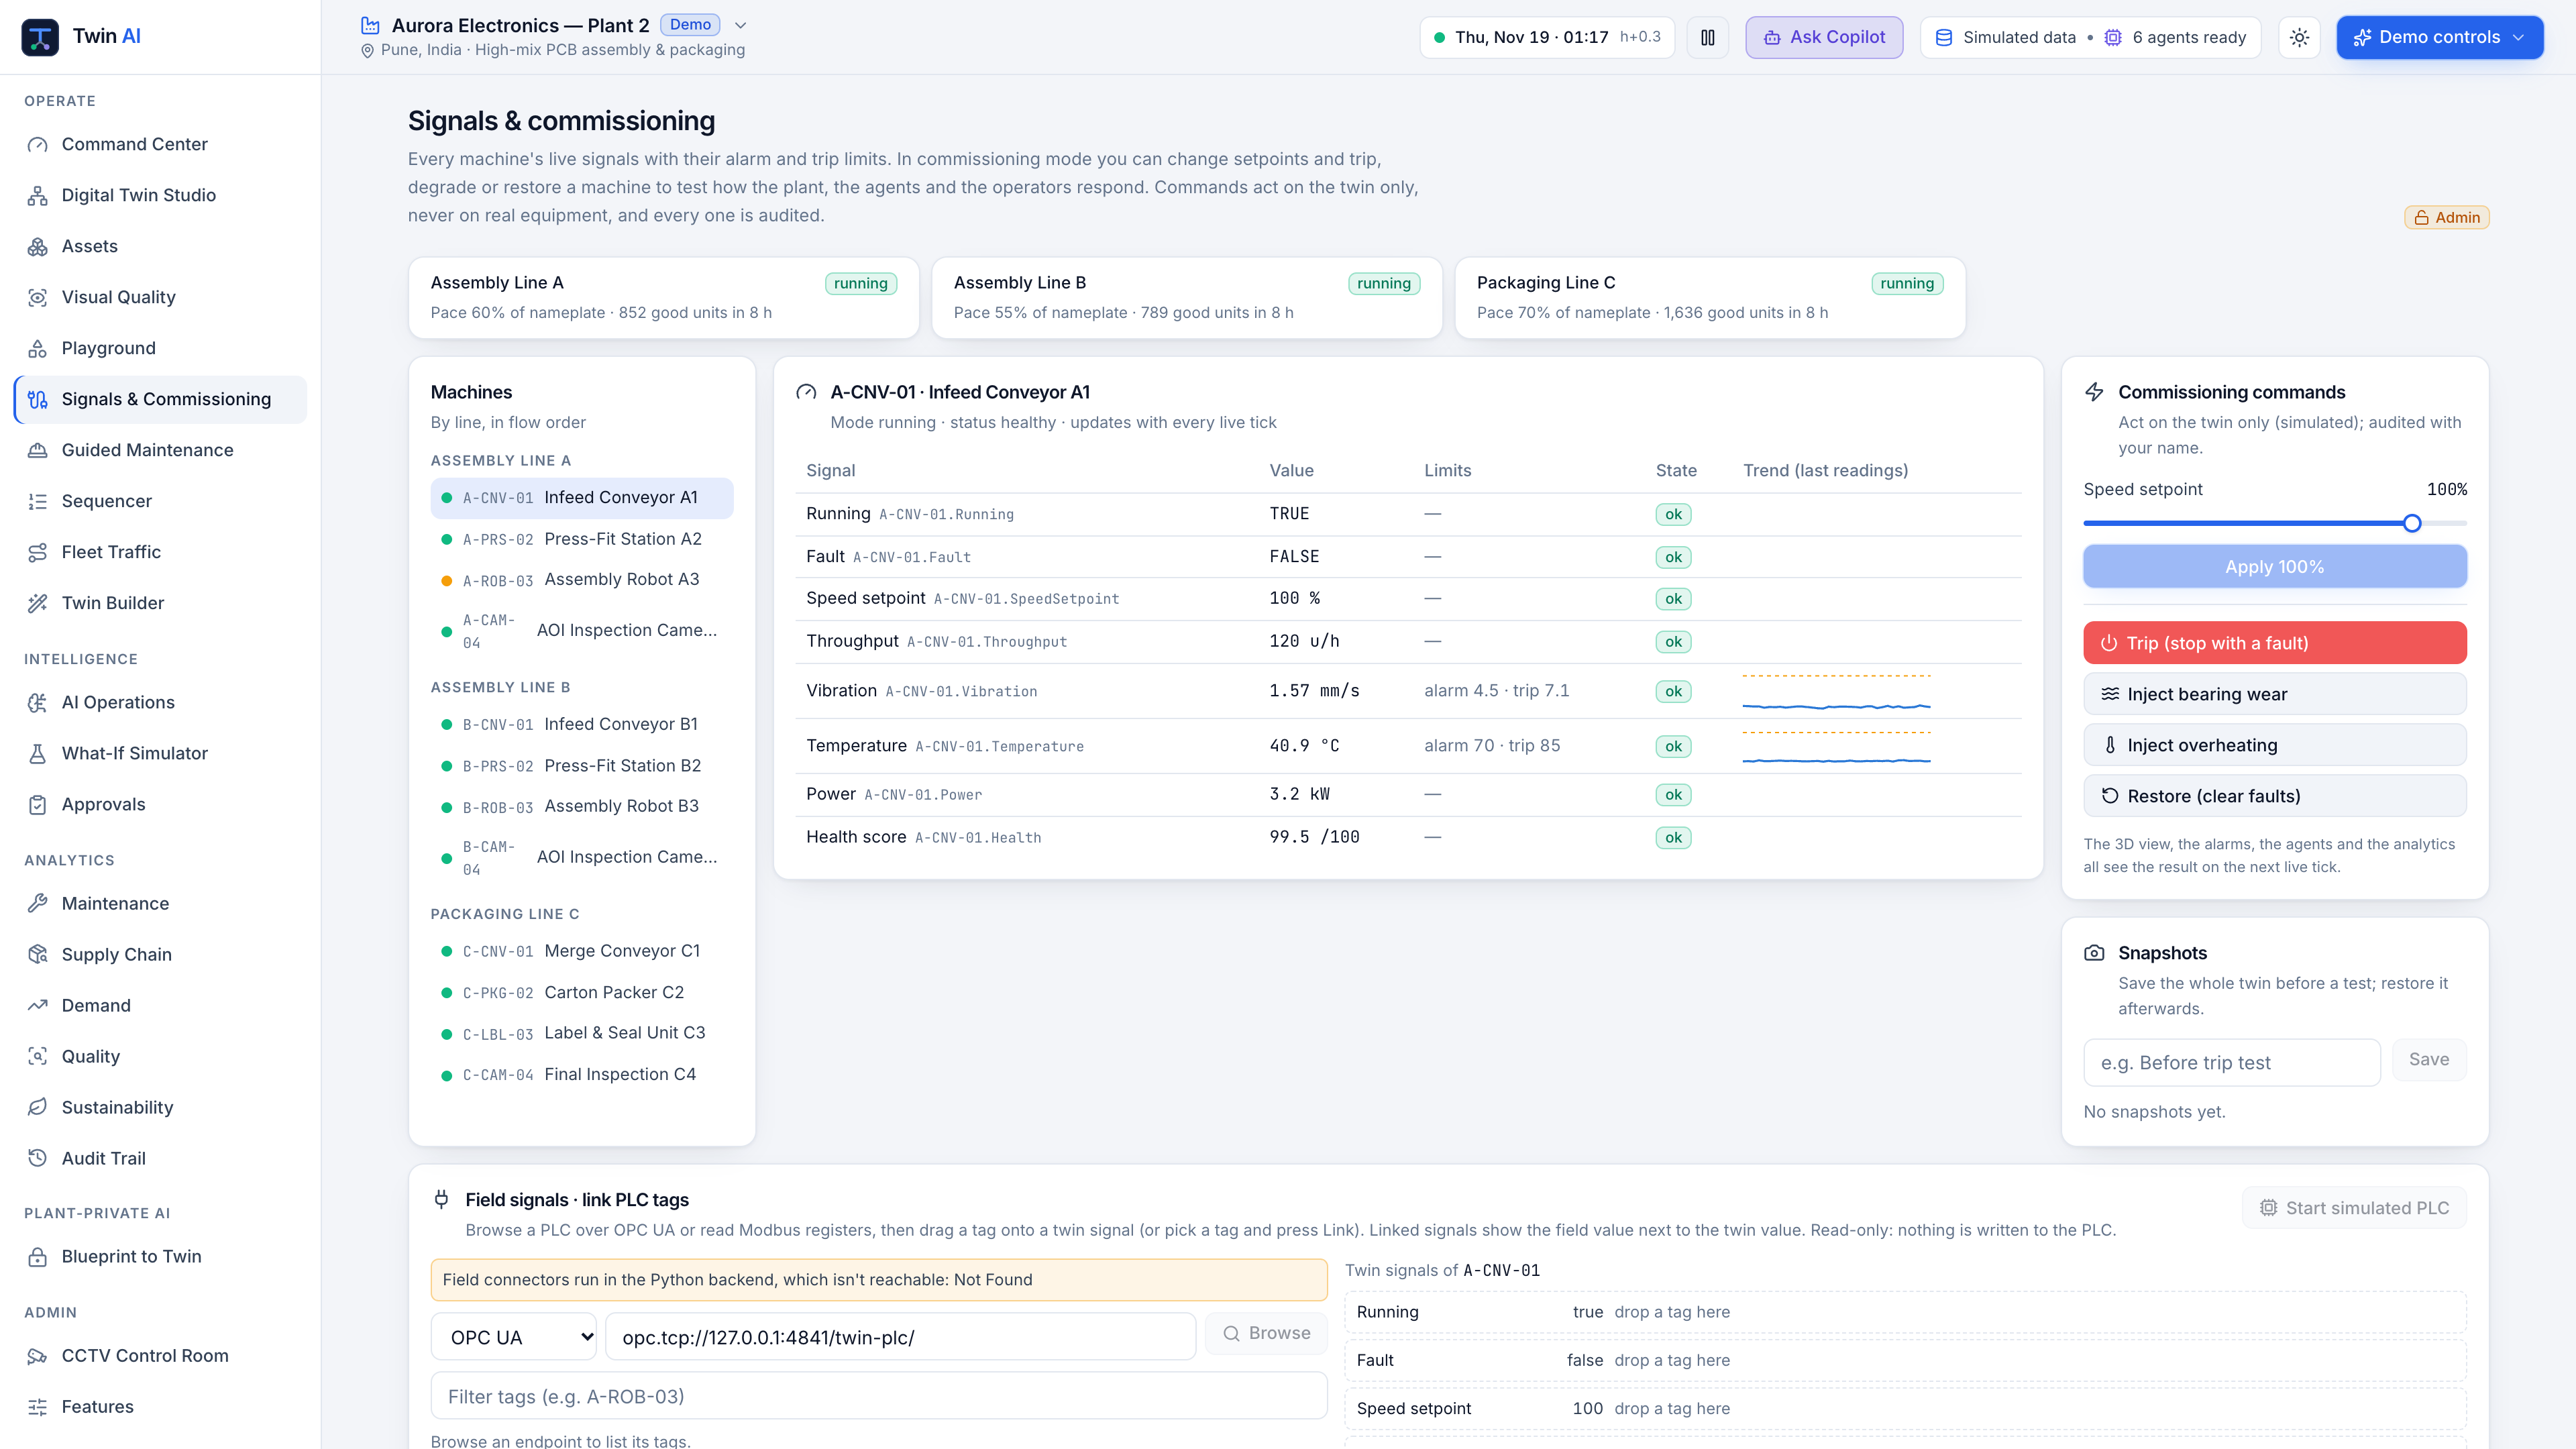 Twin AI
Aurora Electronics — Plant 2 Demo
Pune, India · High-mix PCB assembly & packaging
Thu, Nov 19 · 01:17 h+0.3
Ask Copilot
Simulated data • 6 agents ready
Demo controls
OPERATE
Command Center
Digital Twin Studio
Assets
Visual Quality
Playground
Signals & Commissioning
Guided Maintenance
Sequencer
Fleet Traffic
Twin Builder
INTELLIGENCE
AI Operations
What-If Simulator
Approvals
ANALYTICS
Maintenance
Supply Chain
Demand
Quality
Sustainability
Audit Trail
PLANT-PRIVATE AI
Blueprint to Twin
ADMIN
CCTV Control Room
Features
Signals & commissioning
Every machine's live signals with their alarm and trip limits. In commissioning mode you can change setpoints and trip,
degrade or restore a machine to test how the plant, the agents and the operators respond. Commands act on the twin only,
never on real equipment, and every one is audited.
Admin
Assembly Line A running
Pace 60% of nameplate · 852 good units in 8 h
Assembly Line B running
Pace 55% of nameplate · 789 good units in 8 h
Packaging Line C running
Pace 70% of nameplate · 1,636 good units in 8 h
Machines
By line, in flow order
ASSEMBLY LINE A
A-CNV-01 Infeed Conveyor A1
A-PRS-02 Press-Fit Station A2
A-ROB-03 Assembly Robot A3
A-CAM-
04 AOI Inspection Came...
ASSEMBLY LINE B
B-CNV-01 Infeed Conveyor B1
B-PRS-02 Press-Fit Station B2
B-ROB-03 Assembly Robot B3
B-CAM-
04 AOI Inspection Came...
PACKAGING LINE C
C-CNV-01 Merge Conveyor C1
C-PKG-02 Carton Packer C2
C-LBL-03 Label & Seal Unit C3
C-CAM-04 Final Inspection C4
A-CNV-01 · Infeed Conveyor A1
Mode running · status healthy · updates with every live tick
Signal Value Limits State Trend (last readings)
Running A-CNV-01.Running TRUE — ok
Fault A-CNV-01.Fault FALSE — ok
Speed setpoint A-CNV-01.SpeedSetpoint 100 % — ok
Throughput A-CNV-01.Throughput 120 u/h — ok
Vibration A-CNV-01.Vibration 1.57 mm/s alarm 4.5 · trip 7.1 ok
Temperature A-CNV-01.Temperature 40.9 °C alarm 70 · trip 85 ok
Power A-CNV-01.Power 3.2 kW — ok
Health score A-CNV-01.Health 99.5 /100 — ok
Commissioning commands
Act on the twin only (simulated); audited with
your name.
Speed setpoint 100%
Apply 100%
Trip (stop with a fault)
Inject bearing wear
Inject overheating
Restore (clear faults)
The 3D view, the alarms, the agents and the analytics
all see the result on the next live tick.
Snapshots
Save the whole twin before a test; restore it
afterwards.
e.g. Before trip test Save
No snapshots yet.
Field signals · link PLC tags
Browse a PLC over OPC UA or read Modbus registers, then drag a tag onto a twin signal (or pick a tag and press Link). Linked signals show the field value next to the twin value. Read-only: nothing is written to the PLC.
Start simulated PLC
Field connectors run in the Python backend, which isn't reachable: Not Found
OPC UA opc.tcp://127.0.0.1:4841/twin-plc/ Browse
Filter tags (e.g. A-ROB-03)
Browse an endpoint to list its tags.
Twin signals of A-CNV-01
Running true drop a tag here
Fault false drop a tag here
Speed setpoint 100 drop a tag here